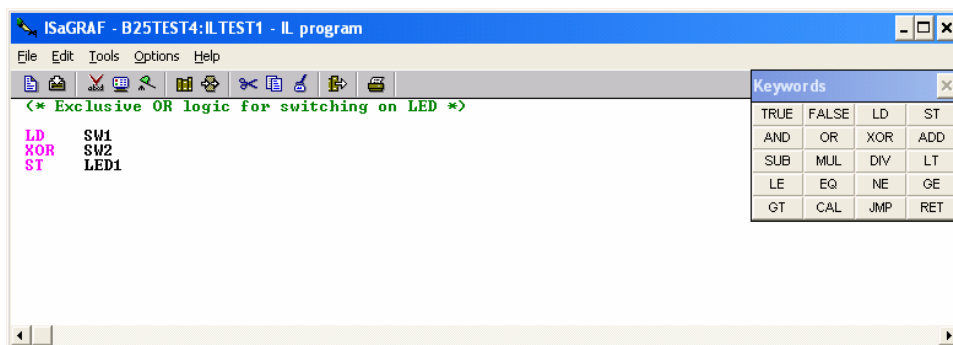 ISaGRAF - B25TEST4:ILTEST1 - IL program
File Edit Tools Options Help
(* Exclusive OR logic for switching on LED *)
LD SW1
XOR SW2
ST LED1
Keywords
TRUE FALSE LD ST
AND OR XOR ADD
SUB MUL DIV LT
LE EQ NE GE
GT CAL JMP RET